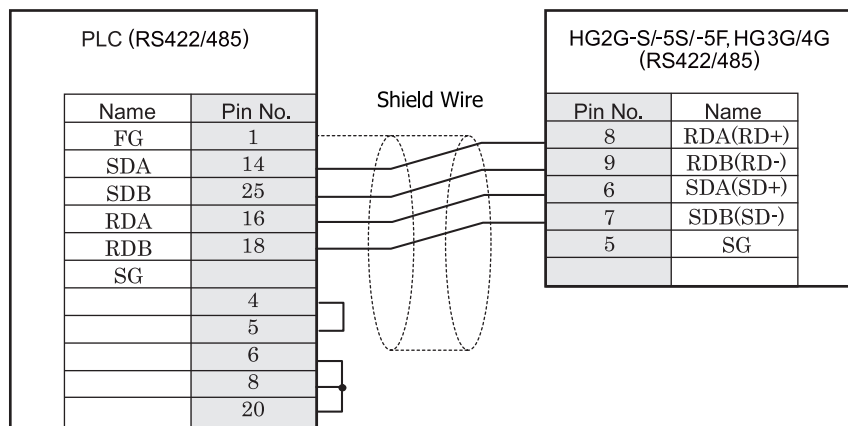 PLC (RS422/485)
Name Pin No.
FG 1
SDA 14
SDB 25
RDA 16
RDB 18
SG
4
5
6
8
20
Shield Wire
HG2G-S/-5S/-5F, HG3G/4G
(RS422/485)
Pin No. Name
8 RDA(RD+)
9 RDB(RD-)
6 SDA(SD+)
7 SDB(SD-)
5 SG